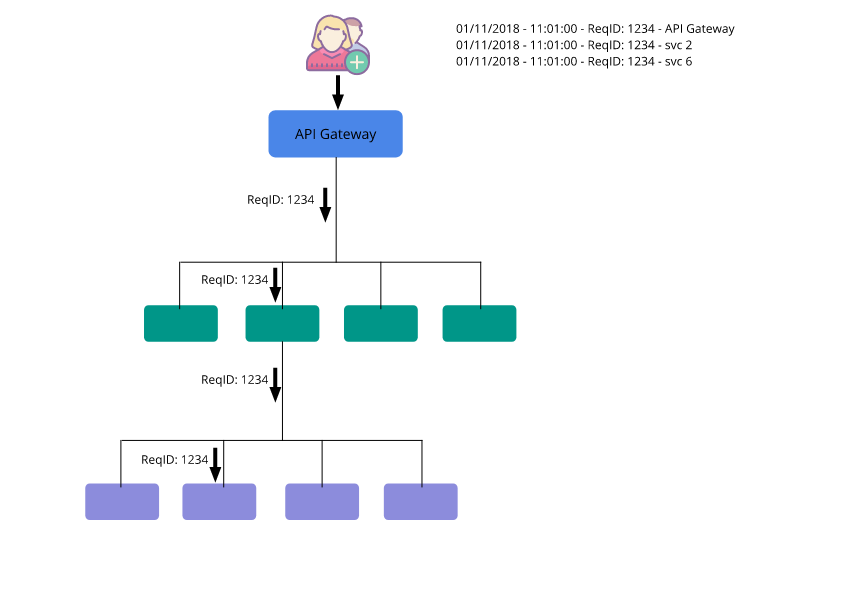 01/11/2018 - 11:01:00 - ReqID: 1234 - API Gateway
01/11/2018 - 11:01:00 - ReqID: 1234 - svc 2
01/11/2018 - 11:01:00 - ReqID: 1234 - svc 6
API Gateway
ReqID: 1234
ReqID: 1234
ReqID: 1234
ReqID: 1234